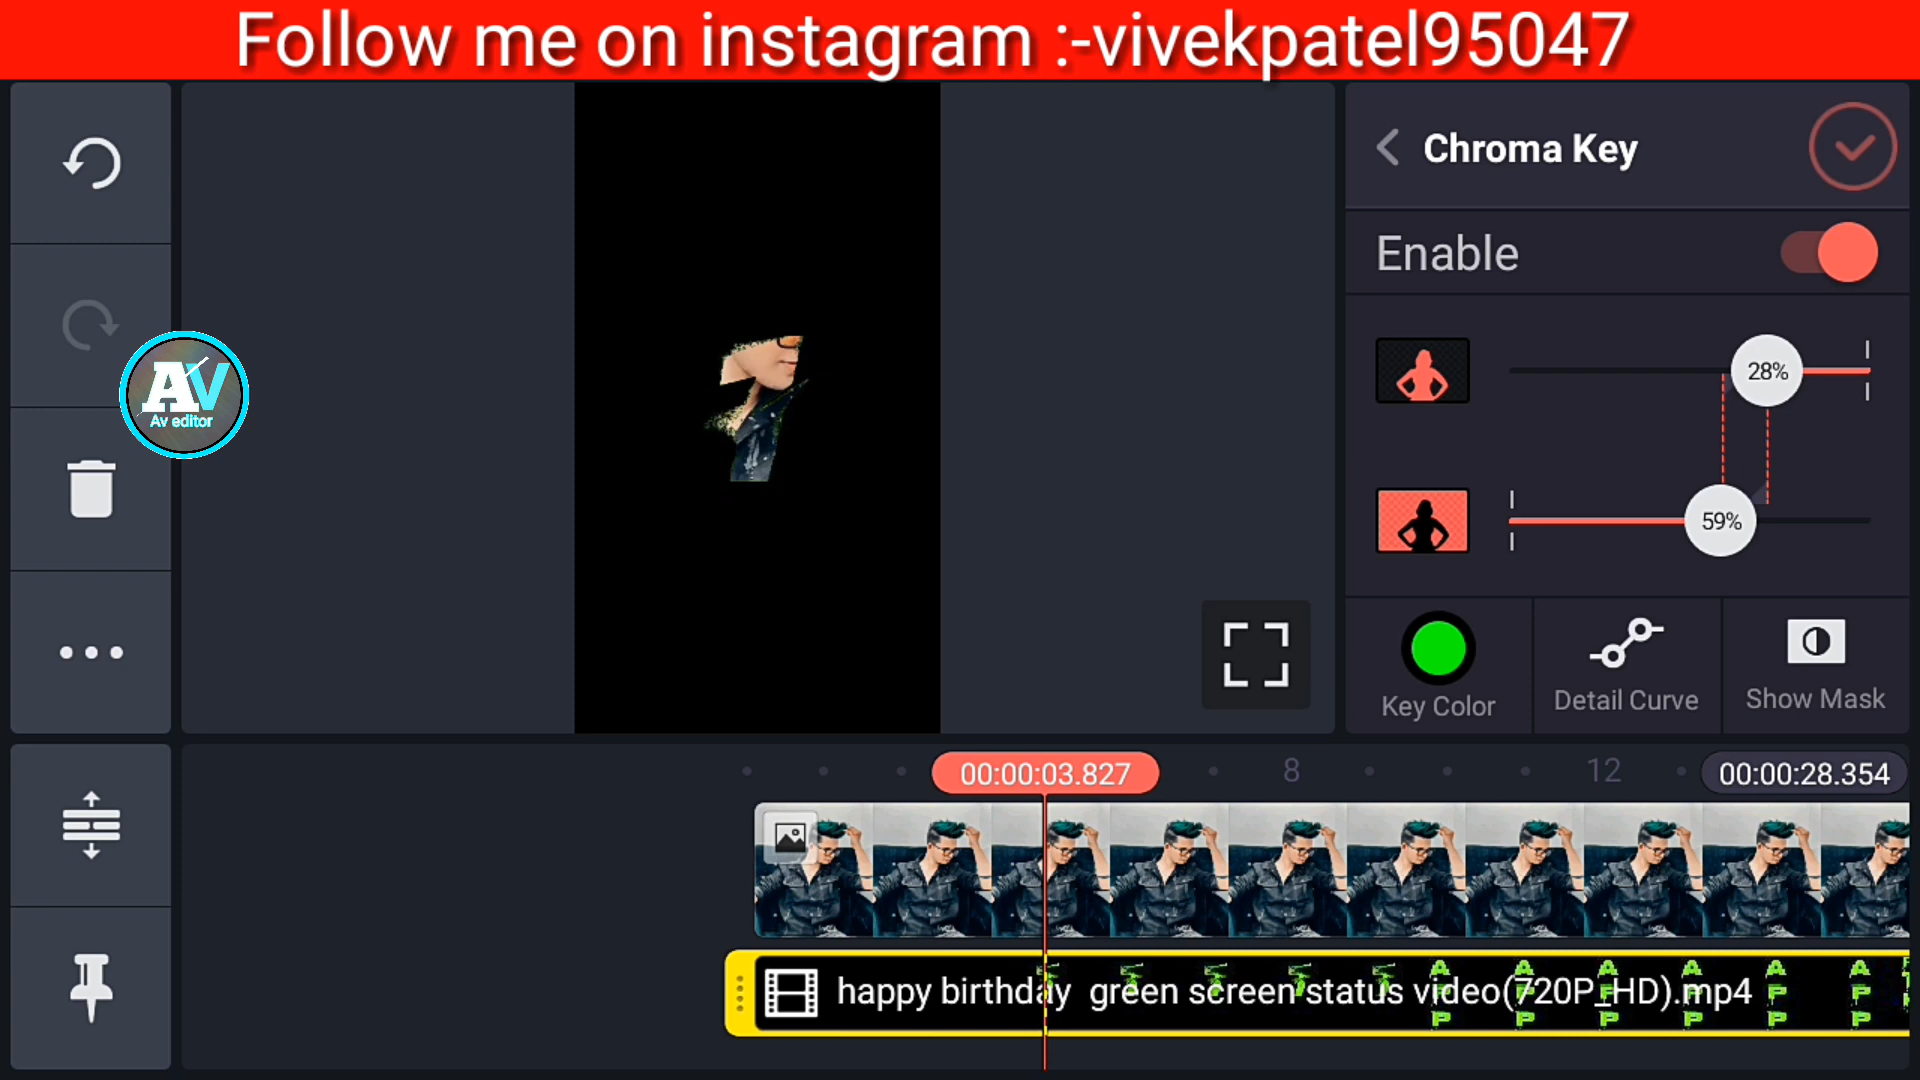 Follow me on instagram :-vivekpatel95047
Chroma Key
Enable
28%
59%
Key Color
Detail Curve
Show Mask
AV
Av editor
00:00:03.827
8
12
00:00:28.354
happy birthday green screen status video(720P_HD).mp4
A
P
P
A
P
P
A
P
P
A
P
P
A
P
P
A
P
P